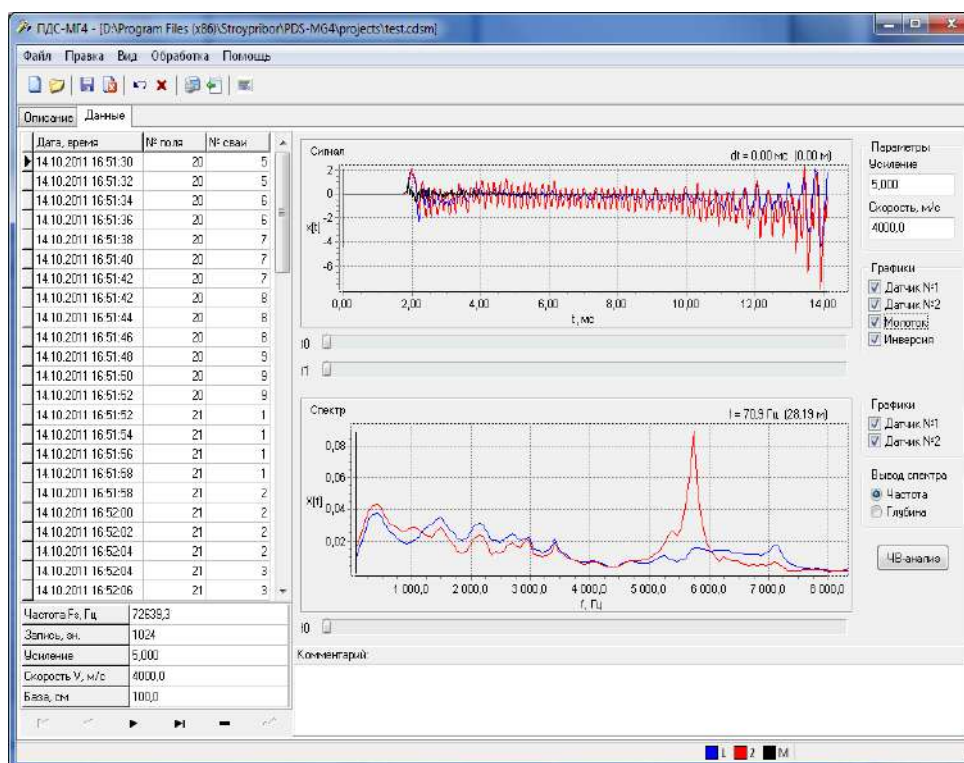 ПДС-МГ4 - [D:\Program Files (x86)\Stroypribor\PDS-MG4\projects\test.cdsm]
Файл Правка Вид Обработка Помощь
Описание Данные
Дата, время № поля № сваи
14.10.2011 16:51:30 20 5
14.10.2011 16:51:32 20 5
14.10.2011 16:51:34 20 6
14.10.2011 16:51:36 20 6
14.10.2011 16:51:38 20 7
14.10.2011 16:51:40 20 7
14.10.2011 16:51:42 20 7
14.10.2011 16:51:42 20 8
14.10.2011 16:51:44 20 8
14.10.2011 16:51:46 20 8
14.10.2011 16:51:48 20 9
14.10.2011 16:51:50 20 9
14.10.2011 16:51:52 20 9
14.10.2011 16:51:52 21 1
14.10.2011 16:51:54 21 1
14.10.2011 16:51:56 21 1
14.10.2011 16:51:58 21 1
14.10.2011 16:51:58 21 2
14.10.2011 16:52:00 21 2
14.10.2011 16:52:02 21 2
14.10.2011 16:52:04 21 2
14.10.2011 16:52:04 21 3
14.10.2011 16:52:06 21 3
Частота Fs, Гц 72639,3
Запись, зн. 1024
Усиление 5,000
Скорость V, м/с 4000,0
База, см 100,0
Сигнал
dt = 0.00 мс (0.00 м)
2
0
-2
-4
-6
x[t]
0,00 2,00 4,00 6,00 8,00 10,00 12,00 14,00
t, мс
t0
t1
Спектр
f = 70,9 Гц (28.19 м)
0,08
0,06
0,04
0,02
X[f]
1 000,0 2 000,0 3 000,0 4 000,0 5 000,0 6 000,0 7 000,0 8 000,0
f, Гц
f0
Комментарий:
Параметры
Усиление
5,000
Скорость, м/с
4000,0
Графики
Датчик №1
Датчик №2
Молоток
Инверсия
Графики
Датчик №1
Датчик №2
Вывод спектра
Частота
Глубина
ЧВ-анализ
1 2 М